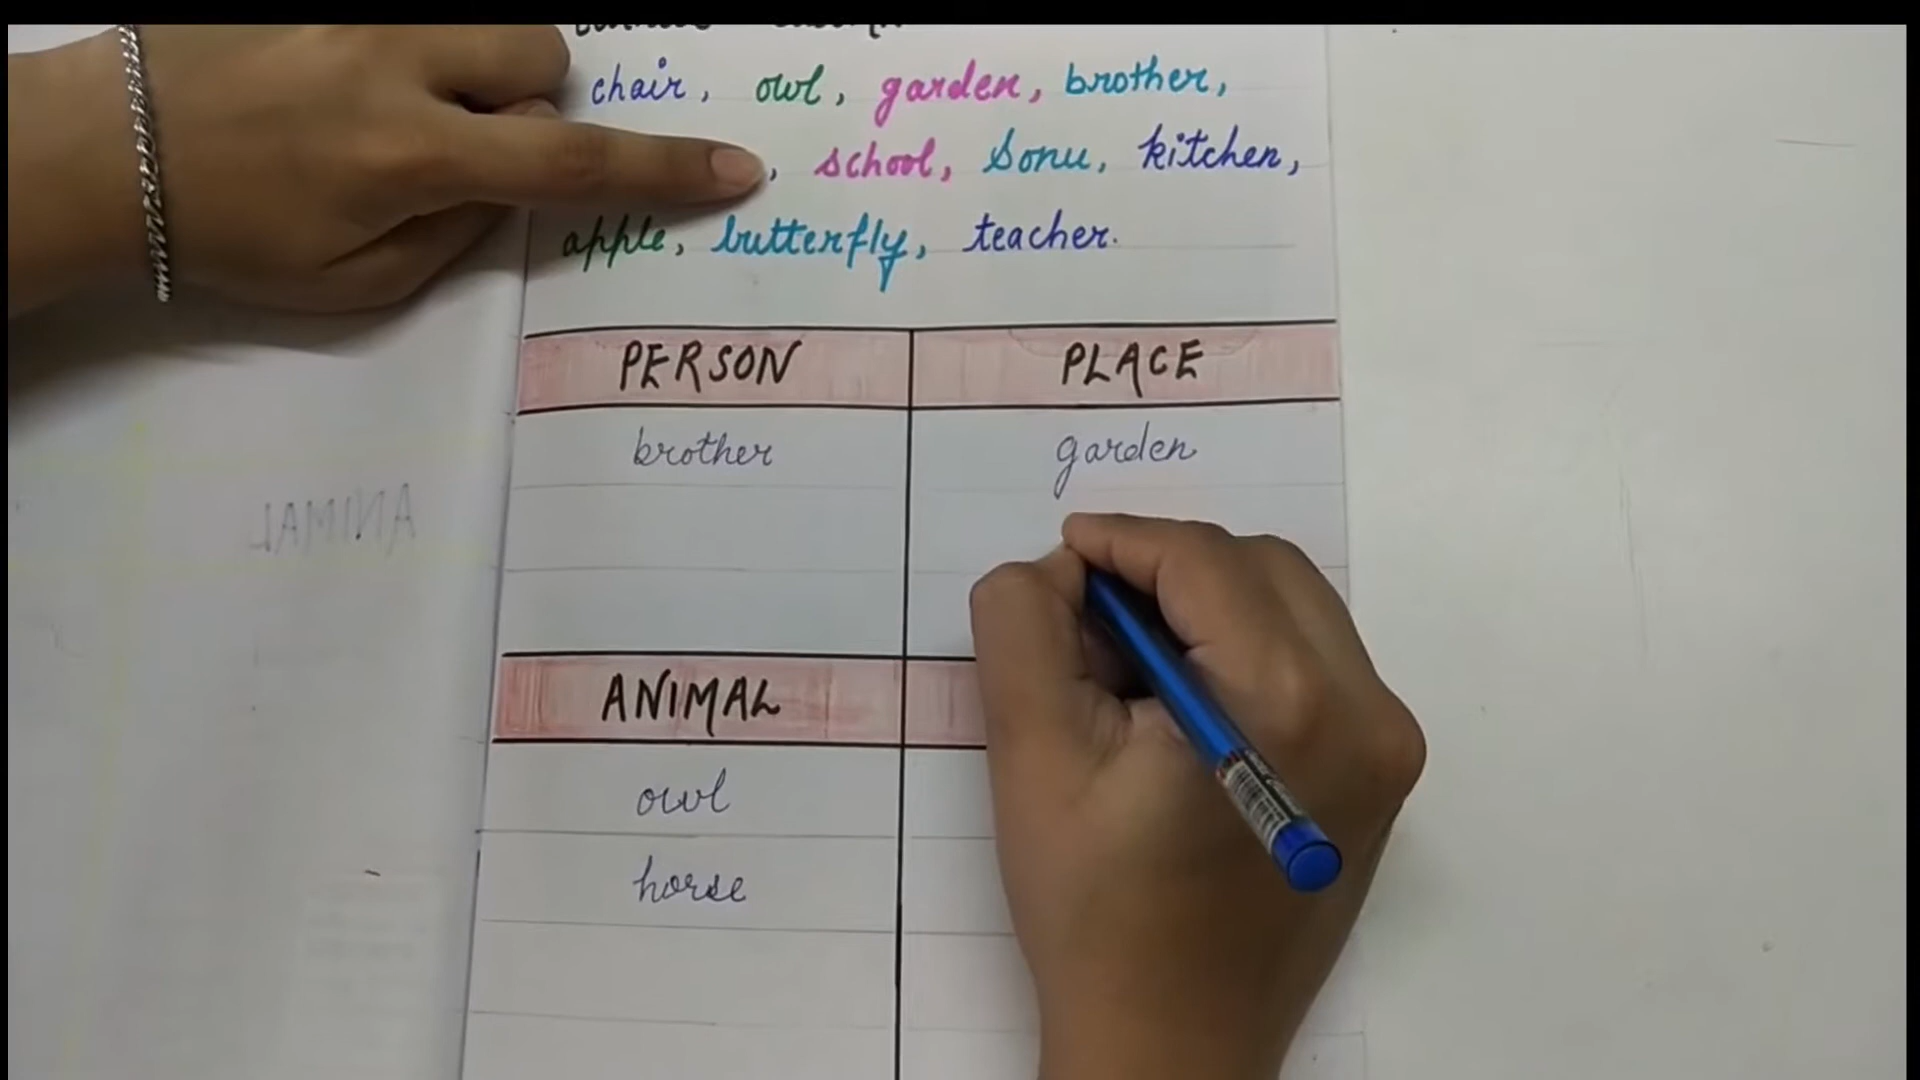 chair, owl, garden, brother,
, school, Sonu, kitchen,
apple, butterfly, teacher.
PERSON PLACE
brother garden
ANIMAL
owl
horse
ANIMAL